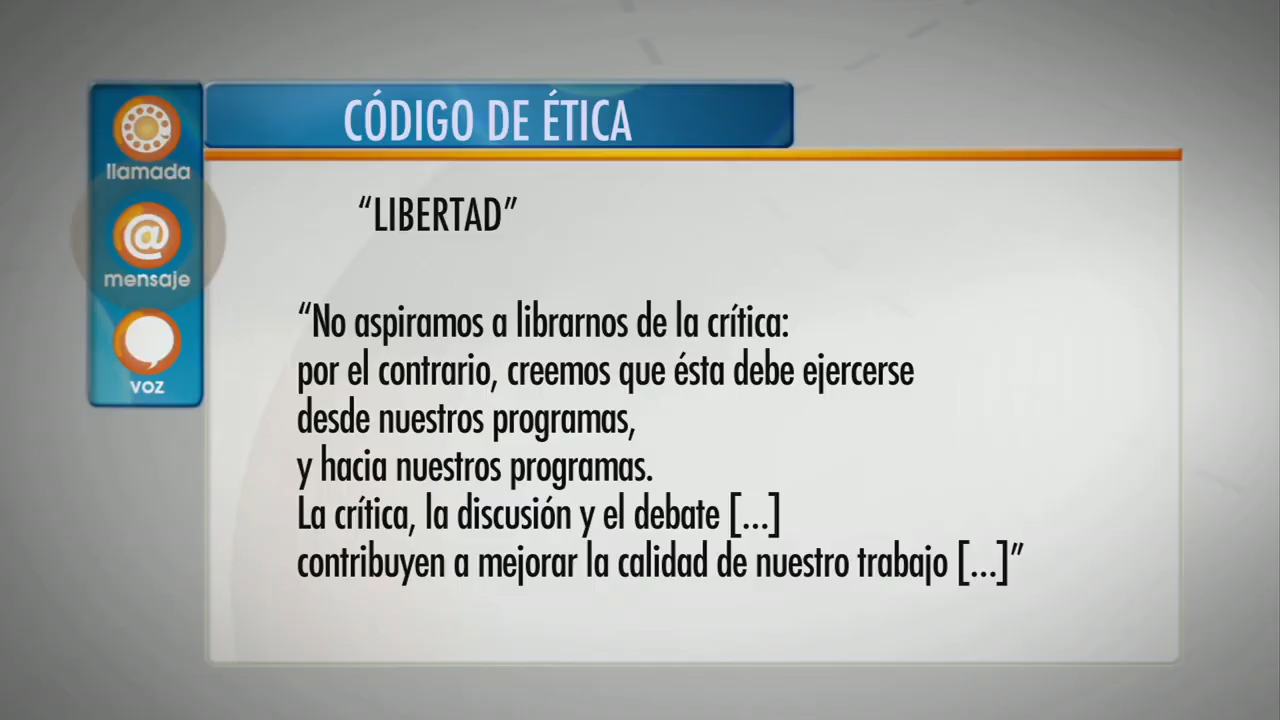 CÓDIGO DE ÉTICA
llamada
@
mensaje
voz
“LIBERTAD”
“No aspiramos a librarnos de la crítica:
por el contrario, creemos que ésta debe ejercerse
desde nuestros programas,
y hacia nuestros programas.
La crítica, la discusión y el debate [...]
contribuyen a mejorar la calidad de nuestro trabajo [...]”